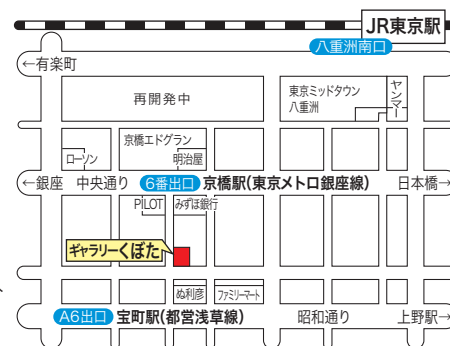 JR東京駅
八重洲南口
←有楽町
再開発中
東京ミッドタウン
八重洲
ヤンマー
京橋エドグラン
ローソン
明治屋
←銀座 中央通り 6番出口 京橋駅(東京メトロ銀座線) 日本橋→
PILOT みずほ銀行
ギャラリーくぼた
ぬ利彦 ファミリーマート
A6出口 宝町駅(都営浅草線) 昭和通り 上野駅→